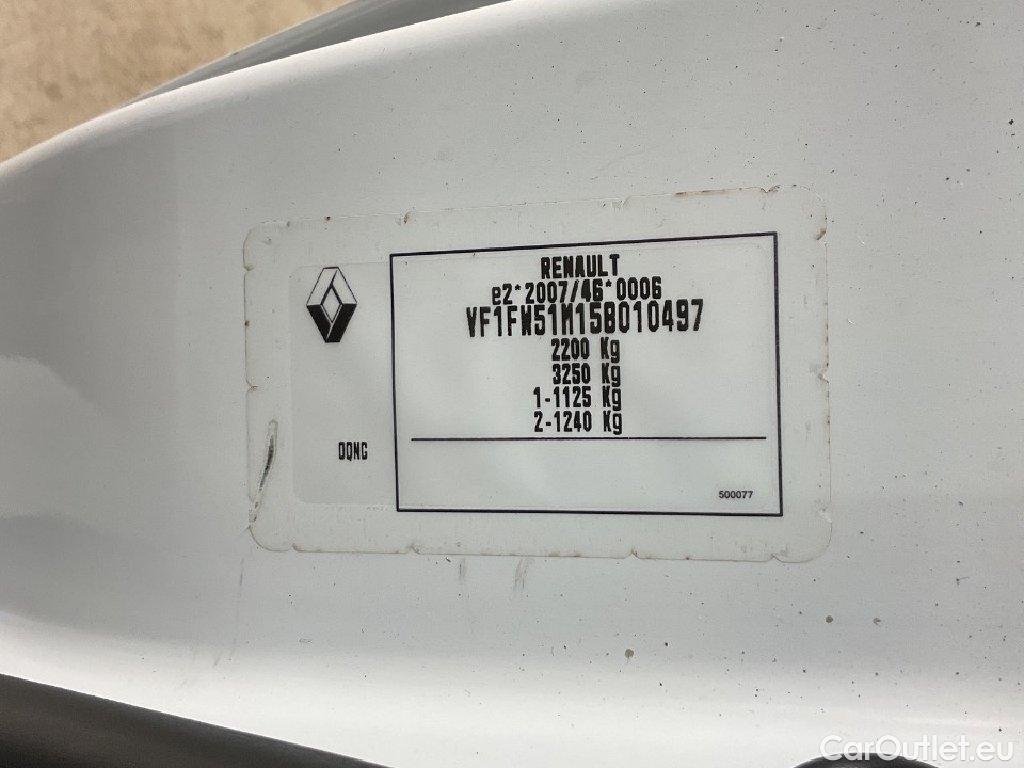 RENAULT
e2*2007/46*0006
VF1FW51M158010497
2200 Kg
3250 Kg
1-1125 Kg
2-1240 Kg
DQNG
500077
CarOutlet.eu